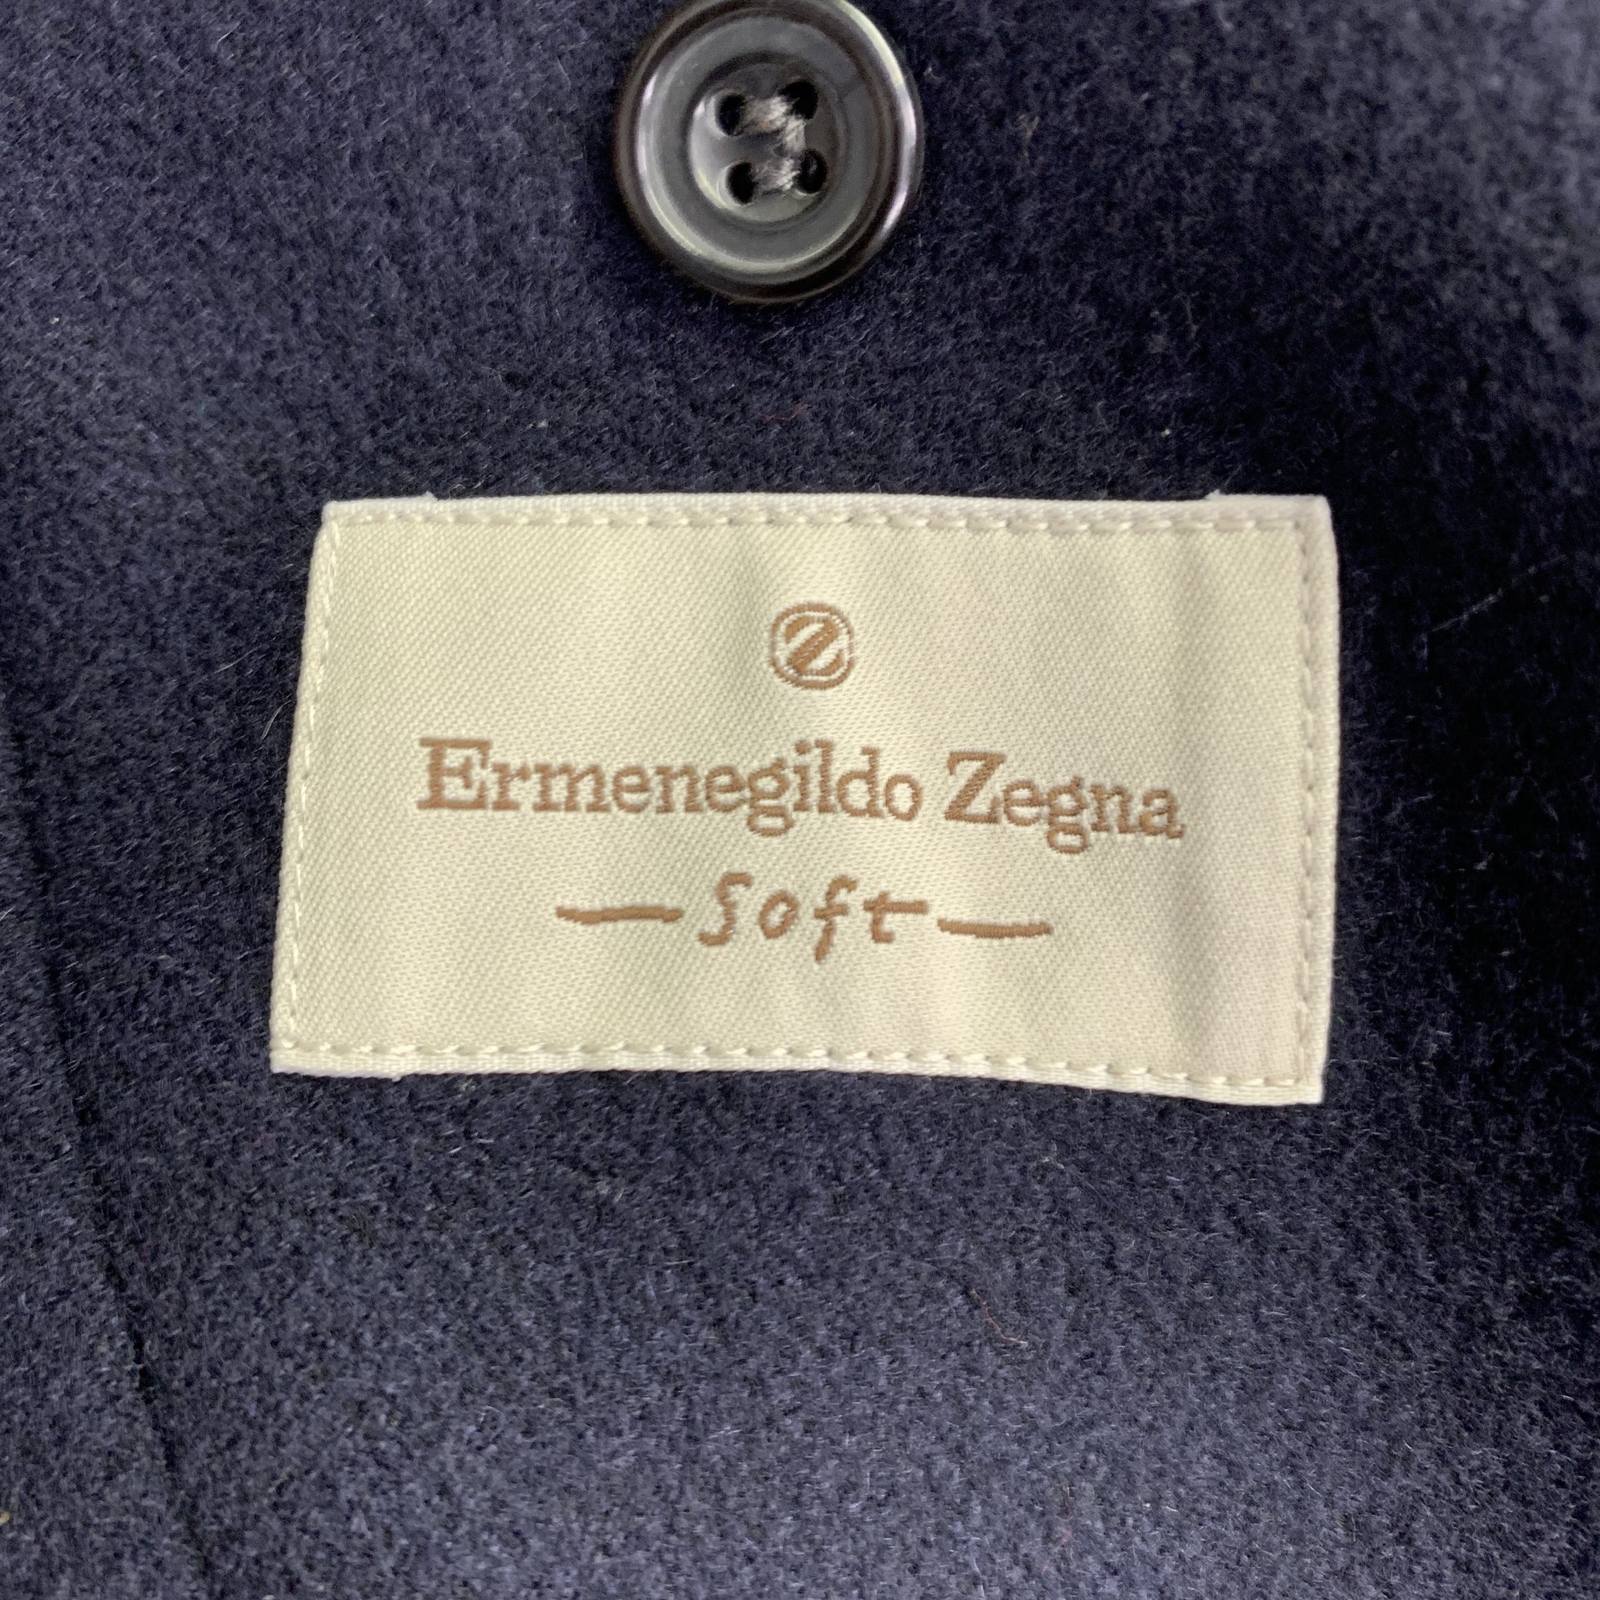 Z
Ermenegildo Zegna
— Soft —